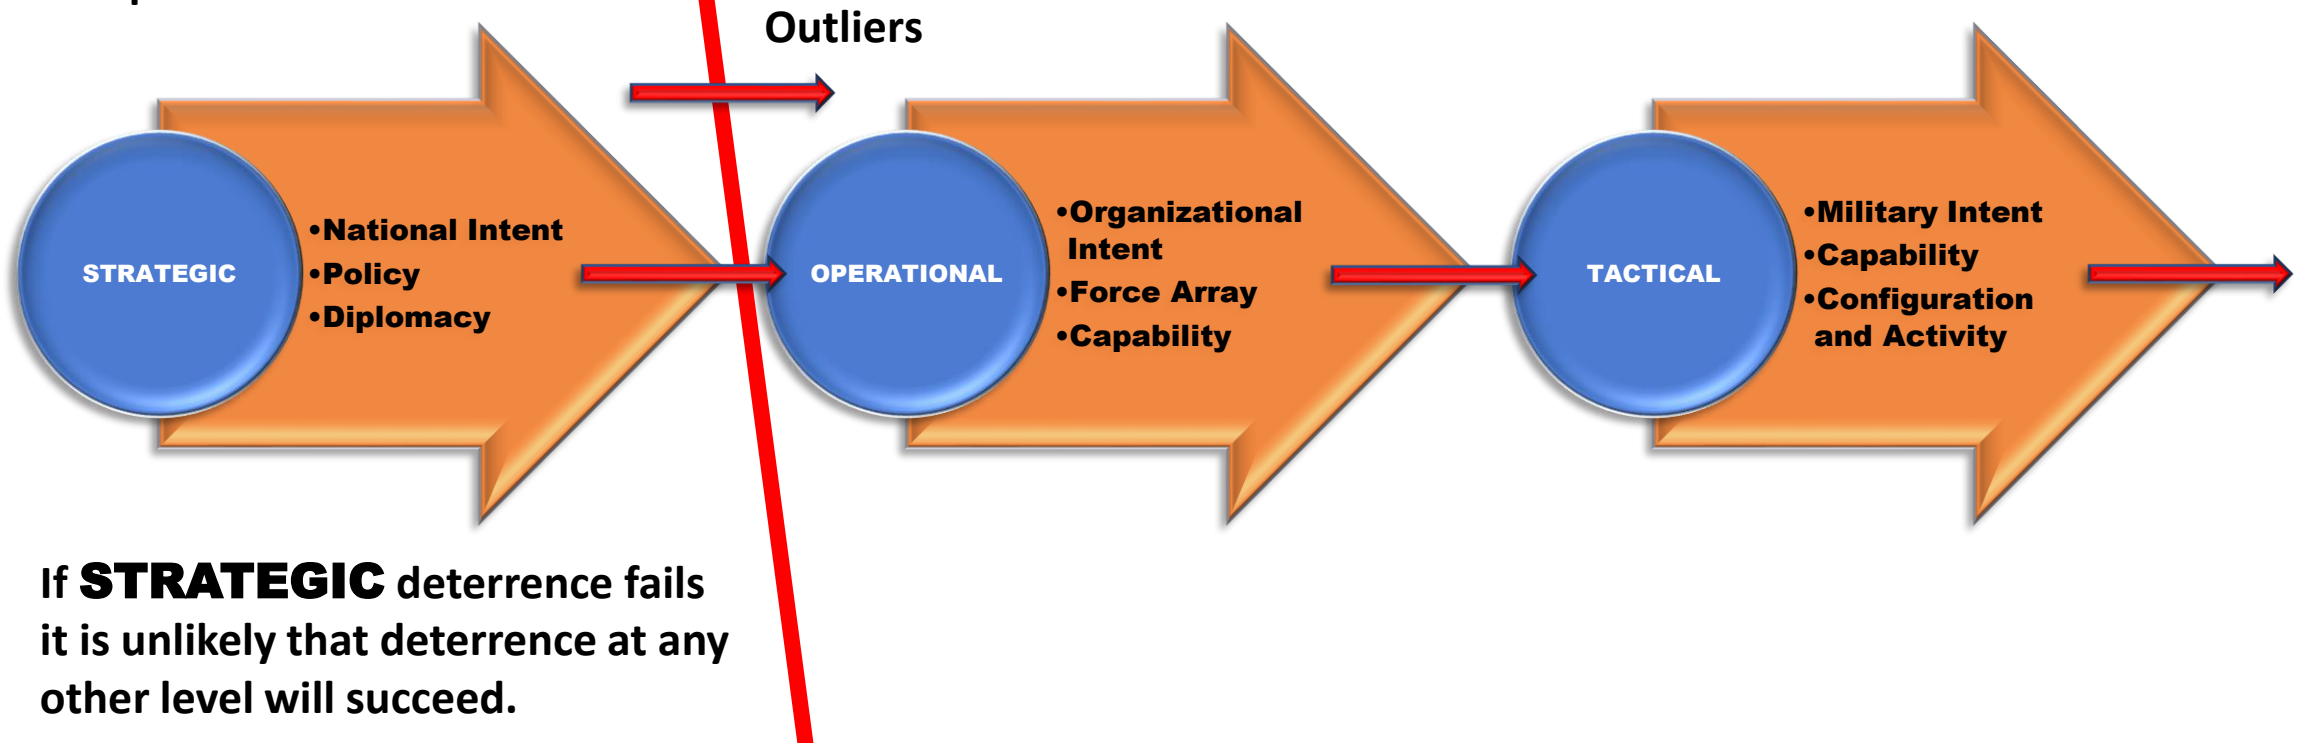 Outliers
STRATEGIC
•National Intent
•Policy
•Diplomacy
OPERATIONAL
•Organizational
Intent
•Force Array
•Capability
TACTICAL
•Military Intent
•Capability
•Configuration
and Activity
If STRATEGIC deterrence fails
it is unlikely that deterrence at any
other level will succeed.